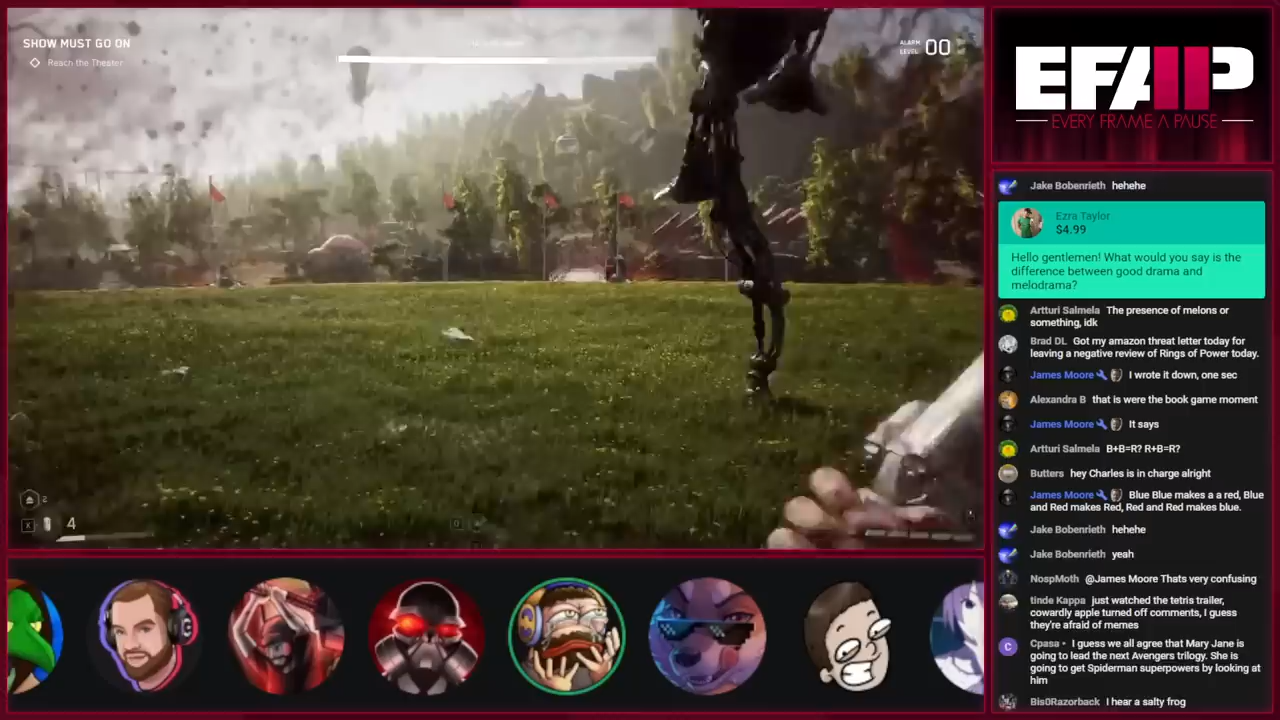 SHOW MUST GO ON
Reach the Theater
ALARM
LEVEL
00
2
X
4
Q
EFAP
EVERY FRAME A PAUSE
Jake Bobenrieth hehehe
Ezra Taylor
$4.99
Hello gentlemen! What would you say is the
difference between good drama and
melodrama?
Artturi Salmela The presence of melons or
something, idk
Brad DL Got my amazon threat letter today for
leaving a negative review of Rings of Power today.
James Moore I wrote it down, one sec
Alexandra B that is were the book game moment
James Moore It says
Artturi Salmela B+B=R? R+B=R?
Butters hey Charles is in charge alright
James Moore Blue Blue makes a a red, Blue
and Red makes Red, Red and Red makes blue.
Jake Bobenrieth hehehe
Jake Bobenrieth yeah
NospMoth @James Moore Thats very confusing
tinde Kappa just watched the tetris trailer,
cowardly apple turned off comments, I guess
they're afraid of memes
C
Cpasa • I guess we all agree that Mary Jane is
going to lead the next Avengers trilogy. She is
going to get Spiderman superpowers by looking at
him
Bis0Razorback I hear a salty frog